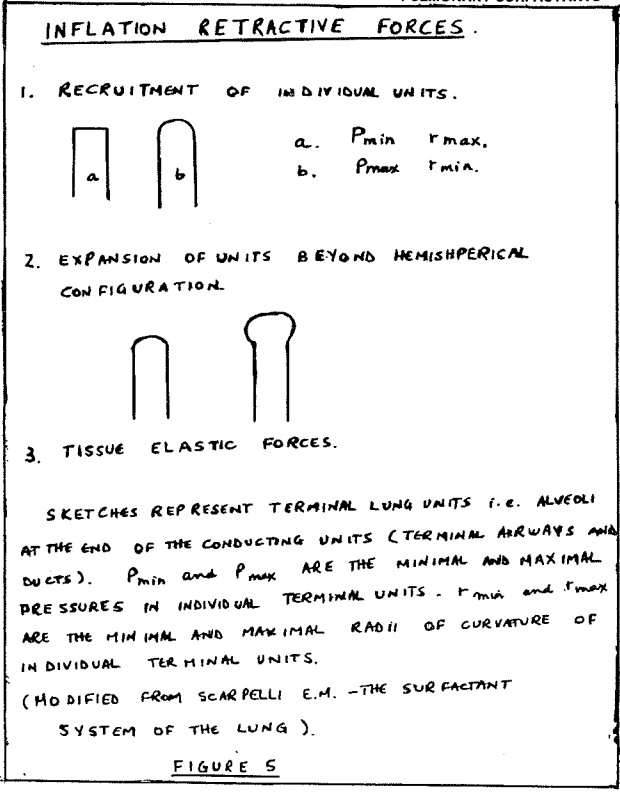 INFLATION RETRACTIVE FORCES.
1. RECRUITMENT OF INDIVIDUAL UNITS.
a b
a. Pmin rmax.
b. Pmax rmin.
2. EXPANSION OF UNITS BEYOND HEMISHPERICAL
CONFIGURATION
3. TISSUE ELASTIC FORCES.
SKETCHES REPRESENT TERMINAL LUNG UNITS i.e. ALVEOLI
AT THE END OF THE CONDUCTING UNITS (TERMINAL AIRWAYS AND
DUCTS). Pmin and Pmax ARE THE MINIMAL AND MAXIMAL
PRESSURES IN INDIVIDUAL TERMINAL UNITS. rmin and rmax
ARE THE MINIMAL AND MAXIMAL RADII OF CURVATURE OF
INDIVIDUAL TERMINAL UNITS.
(MODIFIED FROM SCARPELLI E.M. - THE SURFACTANT
SYSTEM OF THE LUNG).
FIGURE 5